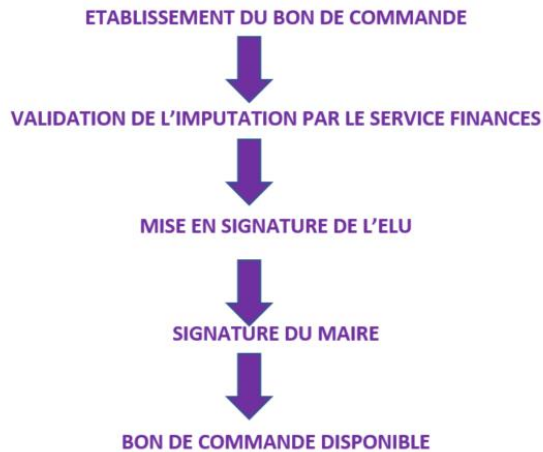 ETABLISSEMENT DU BON DE COMMANDE
VALIDATION DE L'IMPUTATION PAR LE SERVICE FINANCES
MISE EN SIGNATURE DE L'ELU
SIGNATURE DU MAIRE
BON DE COMMANDE DISPONIBLE